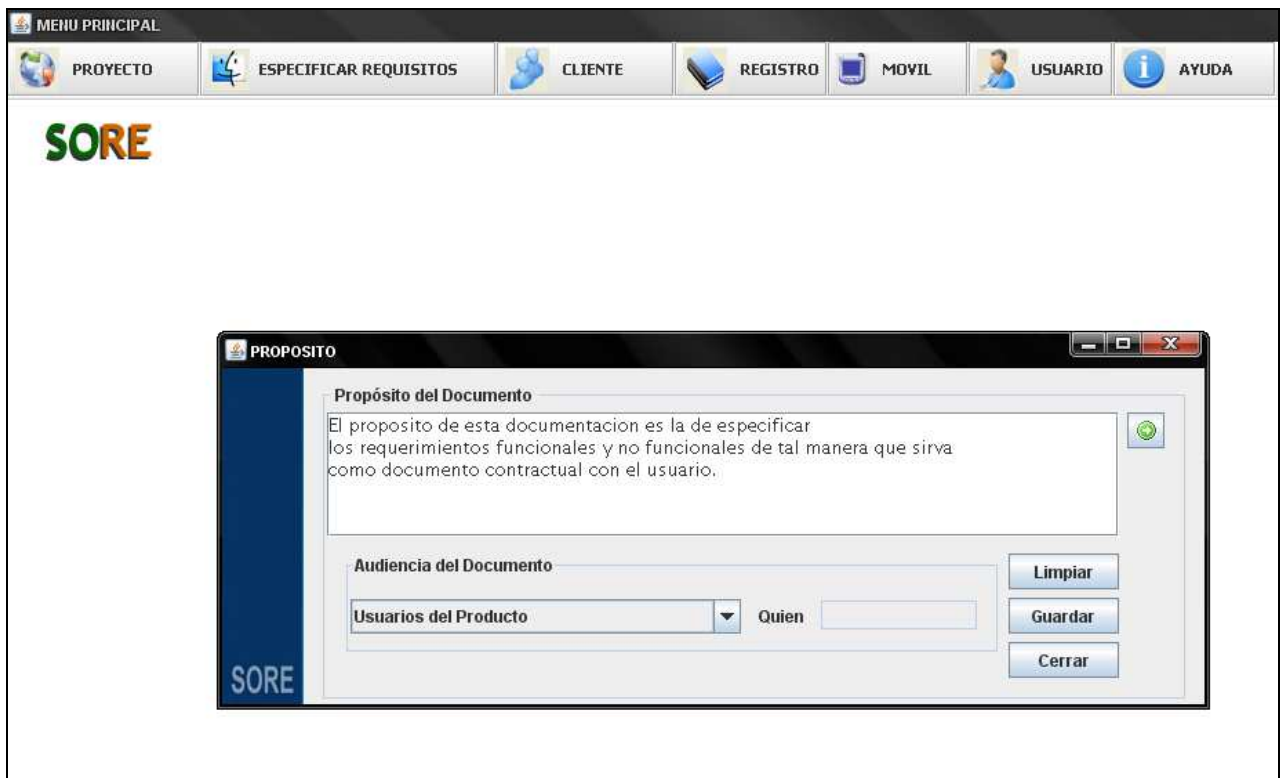 MENU PRINCIPAL
PROYECTO ESPECIFICAR REQUISITOS CLIENTE REGISTRO MOVIL USUARIO AYUDA
SORE
PROPOSITO
Propósito del Documento
El proposito de esta documentacion es la de especificar
los requerimientos funcionales y no funcionales de tal manera que sirva
como documento contractual con el usuario.
Audiencia del Documento
Limpiar
Usuarios del Producto Quien Guardar
Cerrar
SORE